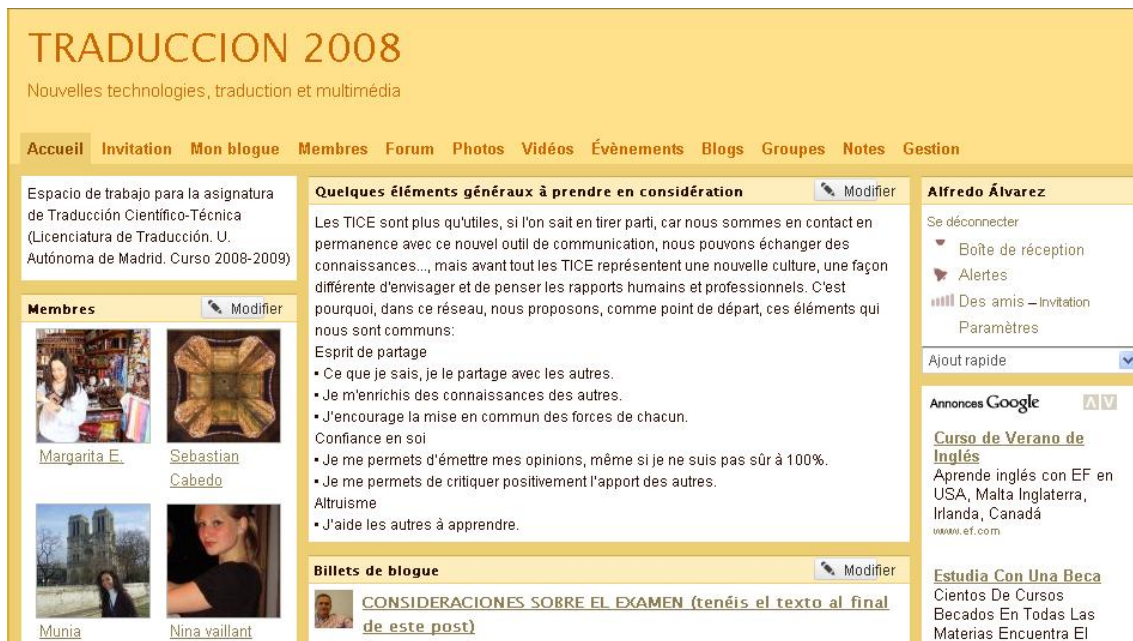 TRADUCCION 2008
Nouvelles technologies, traduction et multimédia
Accueil Invitation Mon blogue Membres Forum Photos Vidéos Évènements Blogs Groupes Notes Gestion
Espacio de trabajo para la asignatura
de Traducción Científico-Técnica
(Licenciatura de Traducción. U.
Autónoma de Madrid. Curso 2008-2009)
Membres Modifier
Margarita E.
Sebastian
Cabedo
Munia
Nina vaillant
Quelques éléments généraux à prendre en considération Modifier
Les TICE sont plus qu'utiles, si l'on sait en tirer parti, car nous sommes en contact en
permanence avec ce nouvel outil de communication, nous pouvons échanger des
connaissances..., mais avant tout les TICE représentent une nouvelle culture, une façon
différente d'envisager et de penser les rapports humains et professionnels. C'est
pourquoi, dans ce réseau, nous proposons, comme point de départ, ces éléments qui
nous sont communs:
Esprit de partage
• Ce que je sais, je le partage avec les autres.
• Je m'enrichis des connaissances des autres.
• J'encourage la mise en commun des forces de chacun.
Confiance en soi
• Je me permets d'émettre mes opinions, même si je ne suis pas sûr à 100%.
• Je me permets de critiquer positivement l'apport des autres.
Altruisme
• J'aide les autres à apprendre.
Billets de blogue Modifier
CONSIDERACIONES SOBRE EL EXAMEN (tenéis el texto al final
de este post)
Alfredo Álvarez
Se déconnecter
Boîte de réception
Alertes
Des amis – Invitation
Paramètres
Ajout rapide
Annonces Google
Curso de Verano de
Inglés
Aprende inglés con EF en
USA, Malta Inglaterra,
Irlanda, Canadá
www.ef.com
Estudia Con Una Beca
Cientos De Cursos
Becados En Todas Las
Materias Encuentra El